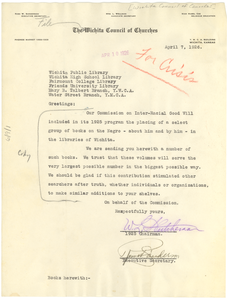 The Wichita Council of Churches
April 7, 1928.
For Crisis
Wichita Public Library
Wichita High School Library
Fairmount College Library
Friends University Library
Mary B. Talbert Branch, Y.W.C.A.
Water Street Branch, Y.M.C.A.
Greetings:
Our Commission on Inter-Racial Good Will
included in its 1928 program the placing of a select
group of books on the Negro - about him and by him - in
the libraries of Wichita.
We are sending you herewith a number of
such books. We trust that these volumes will serve the
very largest possible number in the biggest possible way.
We should be glad if this contribution stimulated other
searchers after truth, whether individuals or organizations,
to make similar additions to your shelves.
On behalf of the Commission.
Respectfully yours,
1928 Chairman.
Executive Secretary.
Books herewith:-